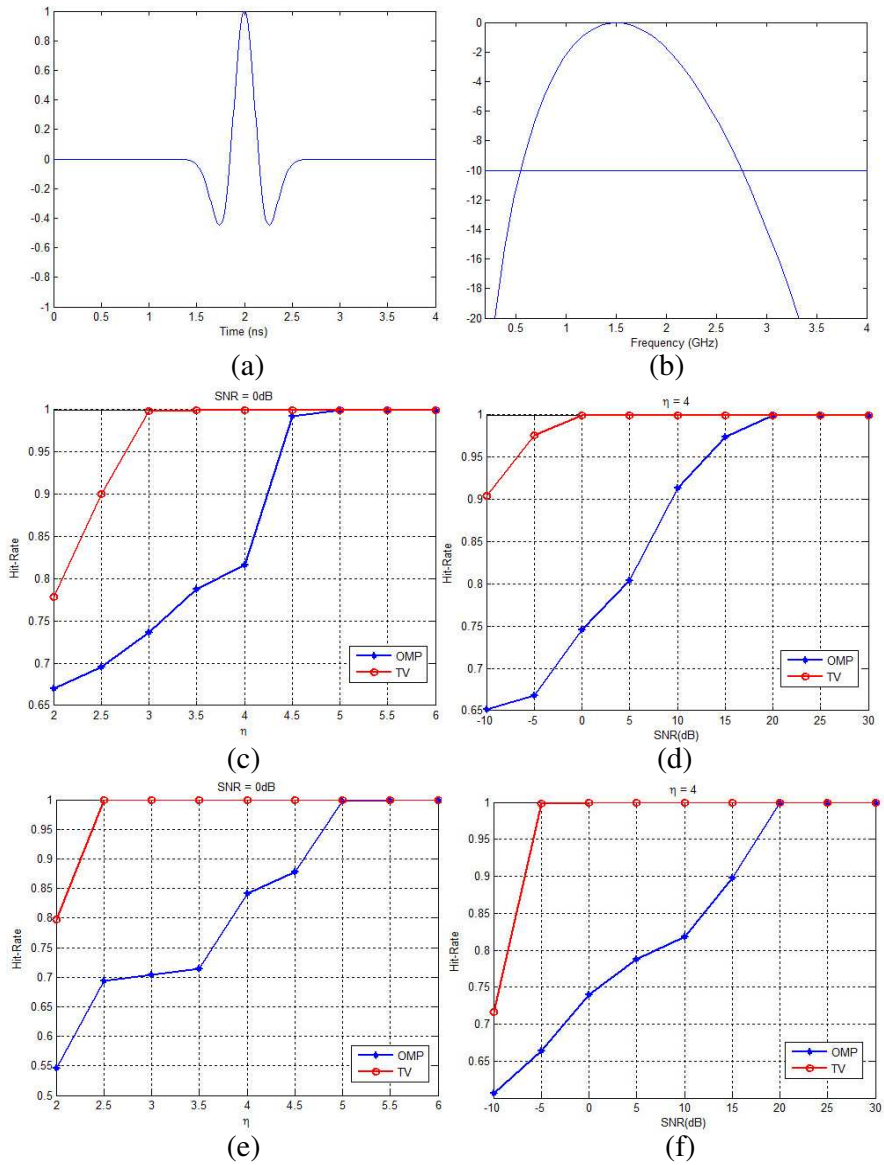 1
0.8
0.6
0.4
0.2
0
-0.2
-0.4
-0.6
-0.8
-1
0 0.5 1 1.5 2 2.5 3 3.5 4
Time (ns)
(a)
0
-2
-4
-6
-8
-10
-12
-14
-16
-18
-20
0.5 1 1.5 2 2.5 3 3.5 4
Frequency (GHz)
(b)
SNR = 0dB
1
0.95
0.9
0.85
0.8
0.75
0.7
0.65
Hit-Rate
2 2.5 3 3.5 4 4.5 5 5.5 6
η
OMP
TV
(c)
η = 4
1
0.95
0.9
0.85
0.8
0.75
0.7
0.65
Hit-Rate
-10 -5 0 5 10 15 20 25 30
SNR(dB)
OMP
TV
(d)
SNR = 0dB
1
0.95
0.9
0.85
0.8
0.75
0.7
0.65
0.6
0.55
0.5
Hit-Rate
2 2.5 3 3.5 4 4.5 5 5.5 6
η
OMP
TV
(e)
η = 4
1
0.95
0.9
0.85
0.8
0.75
0.7
0.65
Hit-Rate
-10 -5 0 5 10 15 20 25 30
SNR(dB)
OMP
TV
(f)